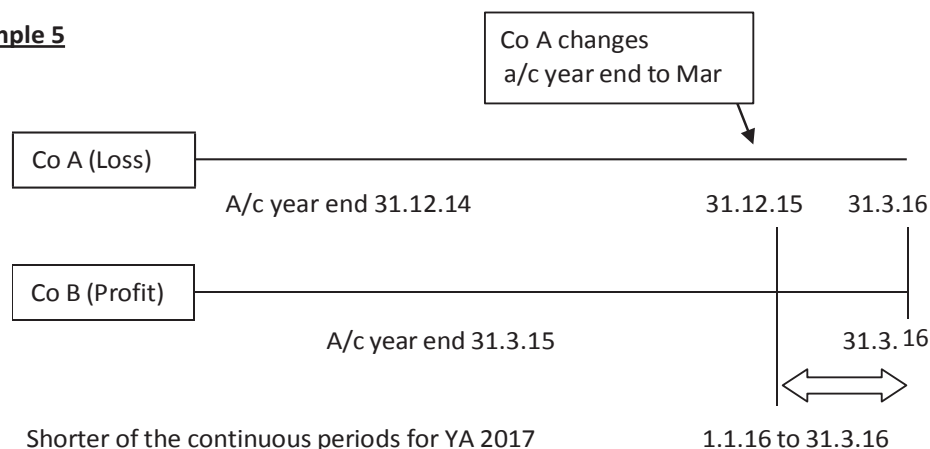 mple 5
Co A changes
a/c year end to Mar
Co A (Loss)
A/c year end 31.12.14 31.12.15 31.3.16
Co B (Profit)
A/c year end 31.3.15 31.3. 16
Shorter of the continuous periods for YA 2017 1.1.16 to 31.3.16